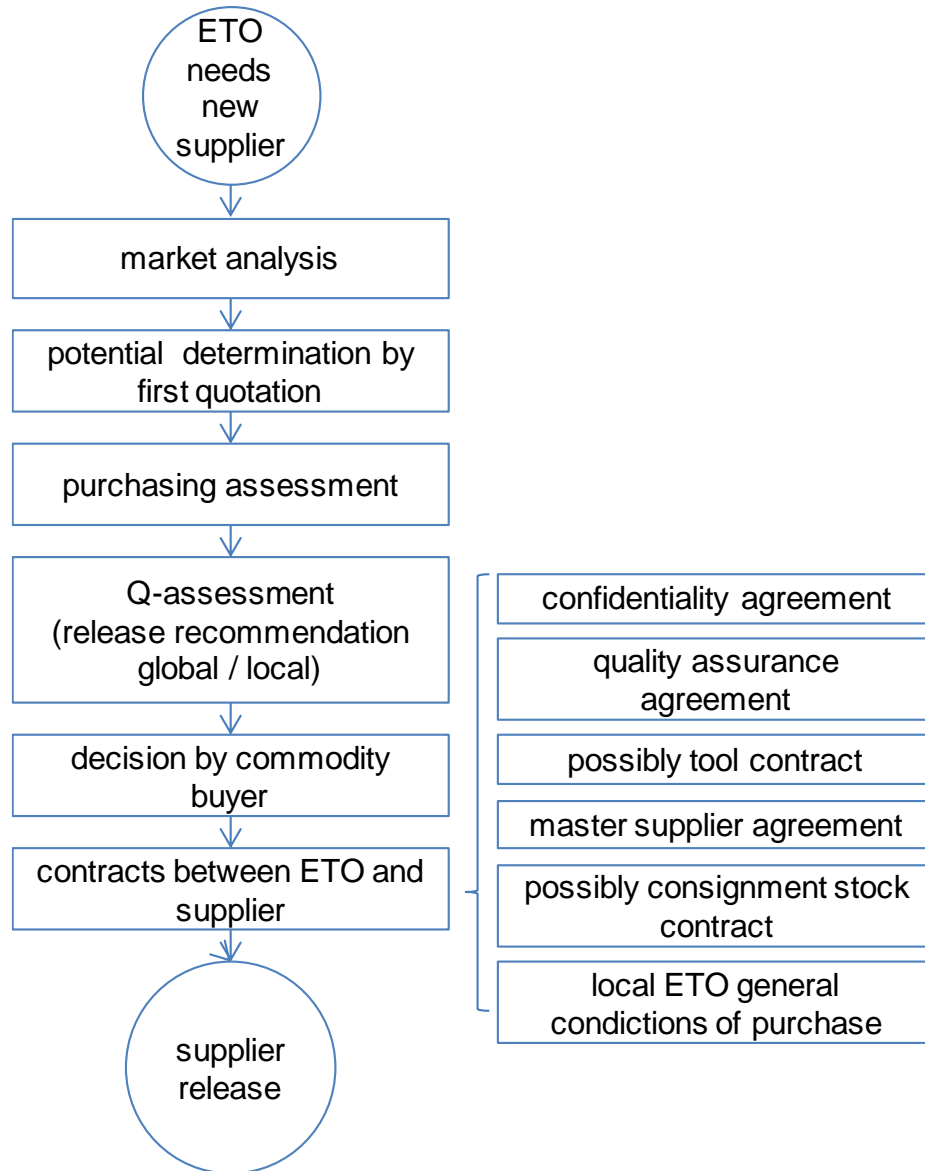 ETO
needs
new
supplier
market analysis
potential determination by
first quotation
purchasing assessment
Q-assessment
(release recommendation
global / local)
decision by commodity
buyer
contracts between ETO and
supplier
supplier
release
confidentiality agreement
quality assurance
agreement
possibly tool contract
master supplier agreement
possibly consignment stock
contract
local ETO general
condictions of purchase